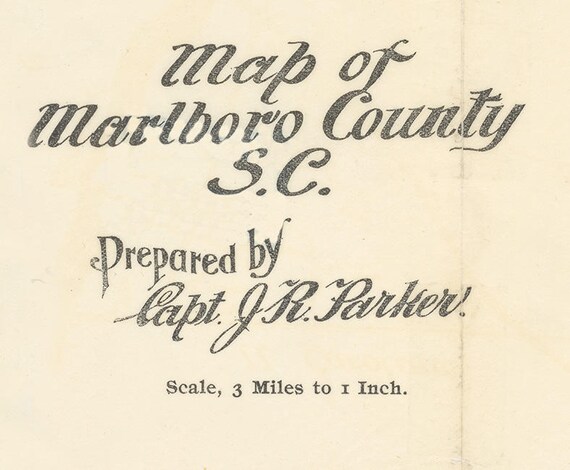 Map of
Marlboro County
S.C.
Prepared by
Capt. J. R. Parker.
Scale, 3 Miles to 1 Inch.